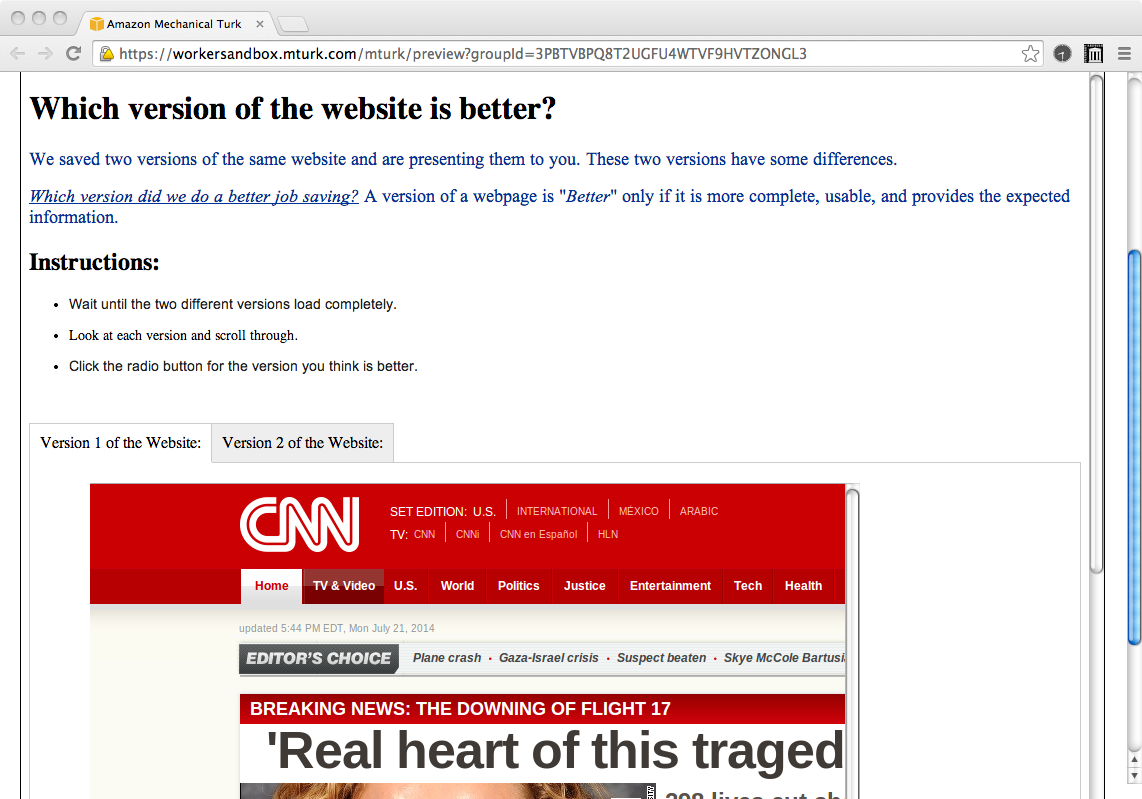 Amazon Mechanical Turk
https://workersandbox.mturk.com/mturk/preview?groupId=3PBTVBPQ8T2UGFU4WTVF9HVTZONGL3
Which version of the website is better?
We saved two versions of the same website and are presenting them to you. These two versions have some differences.
Which version did we do a better job saving? A version of a webpage is "Better" only if it is more complete, usable, and provides the expected
information.
Instructions:
• Wait until the two different versions load completely.
• Look at each version and scroll through.
• Click the radio button for the version you think is better.
Version 1 of the Website: Version 2 of the Website:
CNN
SET EDITION: U.S. INTERNATIONAL MÉXICO ARABIC
TV: CNN CNNi CNN en Español HLN
Home TV & Video U.S. World Politics Justice Entertainment Tech Health
updated 5:44 PM EDT, Mon July 21, 2014
EDITOR'S CHOICE Plane crash • Gaza-Israel crisis • Suspect beaten • Skye McCole Bartusi
BREAKING NEWS: THE DOWNING OF FLIGHT 17
'Real heart of this traged
298 lives cut